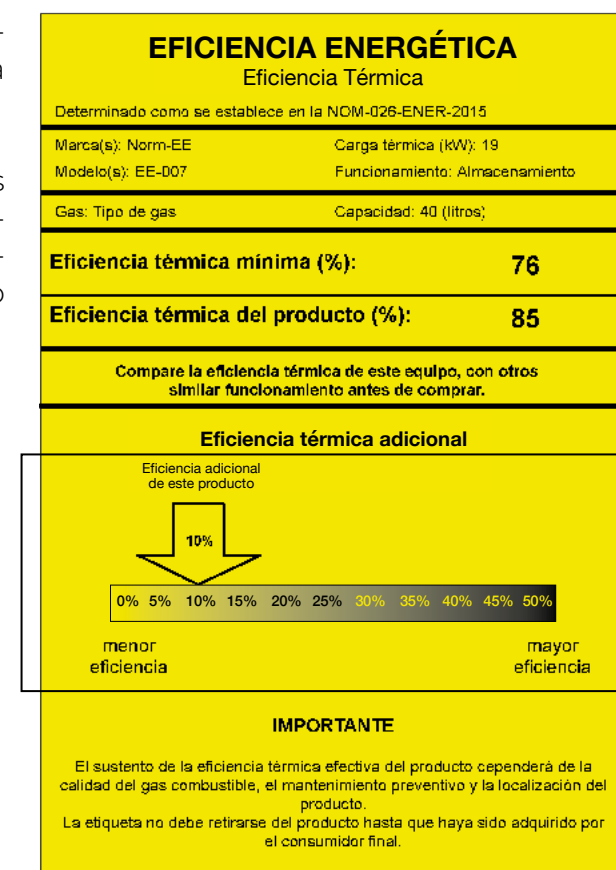 EFICIENCIA ENERGÉTICA
Eficiencia Térmica
Determinado como se establece en la NOM-026-ENER-2015
Marca(s): Norm-EE
Carga térmica (kW): 19
Modelo(s): EE-007
Funcionamiento: Almacenamiento
Gas: Tipo de gas
Capacidad: 40 (litros)
Eficiencia térmica mínima (%): 76
Eficiencia térmica del producto (%): 85
Compare la eficiencia térmica de este equipo, con otros
similar funcionamiento antes de comprar.
Eficiencia térmica adicional
Eficiencia adicional
de este producto
10%
0% 5% 10% 15% 20% 25% 30% 35% 40% 45% 50%
menor
eficiencia
mayor
eficiencia
IMPORTANTE
El sustento de la eficiencia térmica efectiva del producto dependerá de la
calidad del gas combustible, el mantenimiento preventivo y la localización del
producto.
La etiqueta no debe retirarse del producto hasta que haya sido adquirido por
el consumidor final.